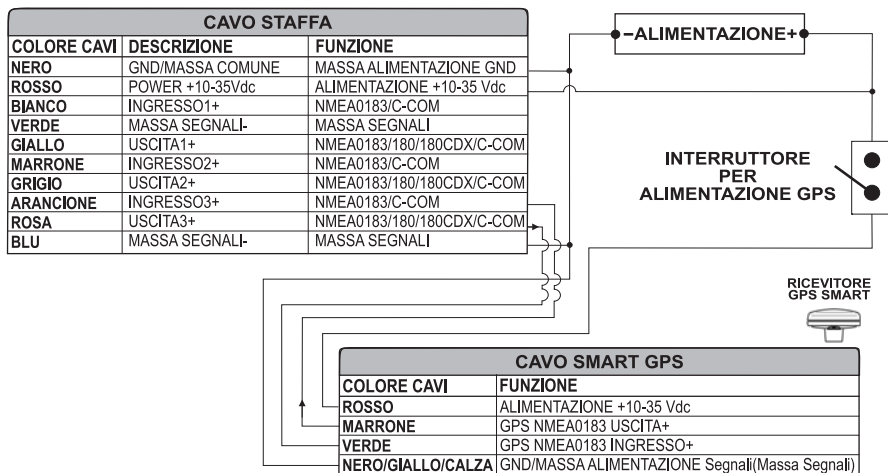 CAVO STAFFA
COLORE CAVI DESCRIZIONE FUNZIONE
NERO GND/MASSA COMUNE MASSA ALIMENTAZIONE GND
ROSSO POWER +10-35Vdc ALIMENTAZIONE +10-35 Vdc
BIANCO INGRESSO1+ NMEA0183/C-COM
VERDE MASSA SEGNALI- MASSA SEGNALI
GIALLO USCITA1+ NMEA0183/180/180CDX/C-COM
MARRONE INGRESSO2+ NMEA0183/C-COM
GRIGIO USCITA2+ NMEA0183/180/180CDX/C-COM
ARANCIONE INGRESSO3+ NMEA0183/C-COM
ROSA USCITA3+ NMEA0183/180/180CDX/C-COM
BLU MASSA SEGNALI- MASSA SEGNALI
−ALIMENTAZIONE+
INTERRUTTORE
PER
ALIMENTAZIONE GPS
RICEVITORE
GPS SMART
CAVO SMART GPS
COLORE CAVI FUNZIONE
ROSSO ALIMENTAZIONE +10-35 Vdc
MARRONE GPS NMEA0183 USCITA+
VERDE GPS NMEA0183 INGRESSO+
NERO/GIALLO/CALZA GND/MASSA ALIMENTAZIONE Segnali(Massa Segnali)